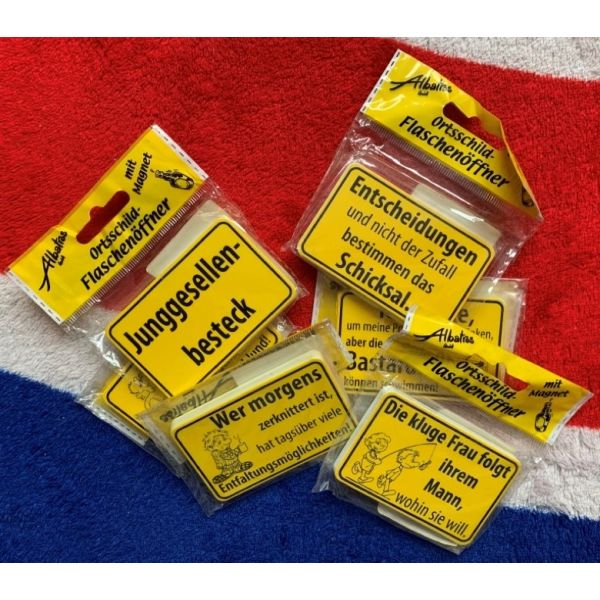 Albatros
Ortsschild-
Flaschenöffner
mit
Magnet
Junggesellen-
besteck
Albatros
Ortsschild-
Flaschenöffner
Entscheidungen
und nicht der Zufall
bestimmen das
Schicksal
um meine
aber die
Bastard
können schwimmen!
Wer morgens
zerknittert ist,
hat tagsüber viele
Entfaltungsmöglichkeiten!
Albatros
Ortsschild-
Flaschenöffner
mit
Magnet
Die kluge Frau folgt
ihrem
Mann,
wohin sie will.